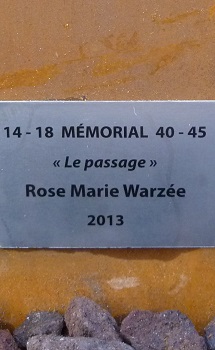 14 - 18 MÉMORIAL 40 - 45
« Le passage »
Rose Marie Warzée
2013